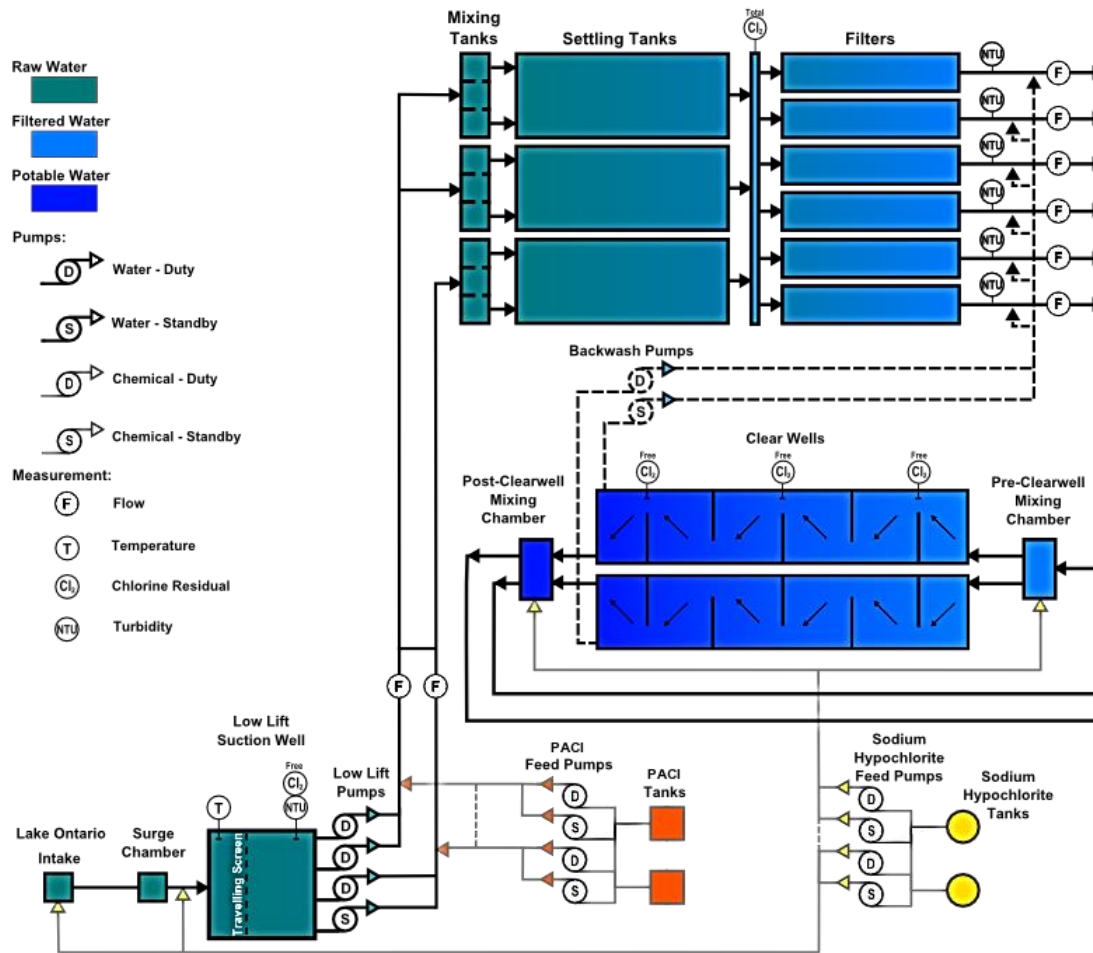 Mixing
Tanks
Settling Tanks
Total
Cl₂
Filters
NTU
F
NTU
F
NTU
F
NTU
F
NTU
F
NTU
F
Raw Water
Filtered Water
Potable Water
Pumps:
D
Water - Duty
S
Water - Standby
D
Chemical - Duty
S
Chemical - Standby
Measurement:
F
Flow
T
Temperature
Cl₂
Chlorine Residual
NTU
Turbidity
Backwash Pumps
D
S
Clear Wells
Free
Cl₂
Free
Cl₂
Free
Cl₂
Post-Clearwell
Mixing
Chamber
Pre-Clearwell
Mixing
Chamber
F
F
Low Lift
Suction Well
Free
Cl₂
NTU
T
Low Lift
Pumps
D
D
D
S
Travelling Screen
Lake Ontario
Intake
Surge
Chamber
PACl
Feed Pumps
D
S
D
S
PACl
Tanks
Sodium
Hypochlorite
Feed Pumps
D
S
D
S
Sodium
Hypochlorite
Tanks